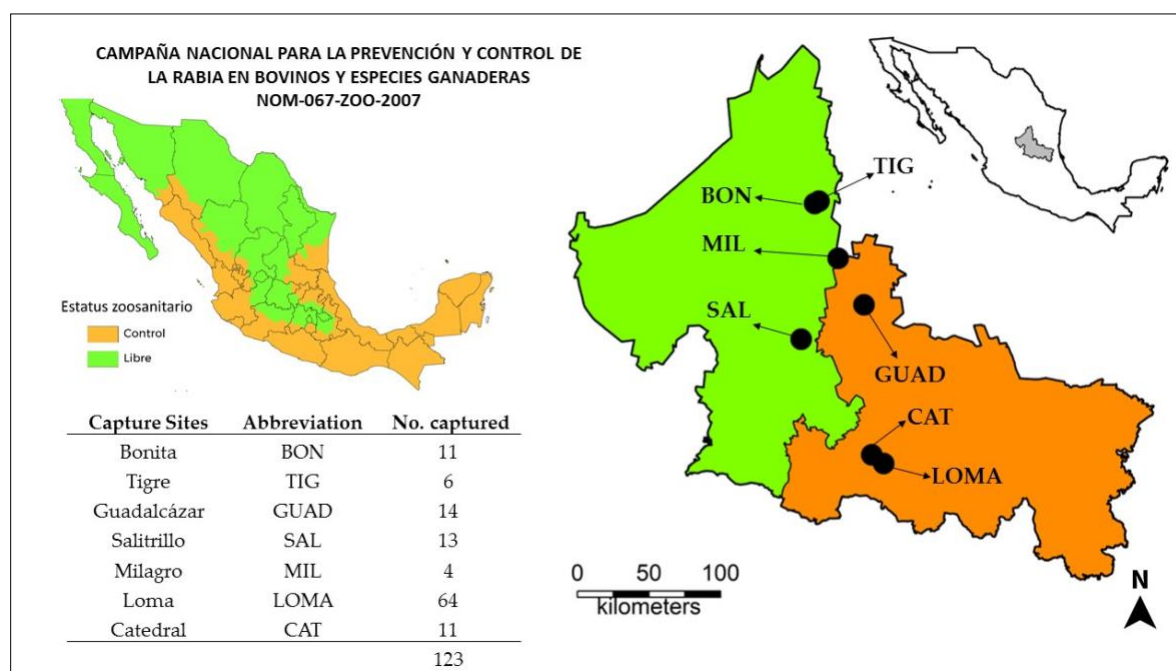 CAMPAÑA NACIONAL PARA LA PREVENCIÓN Y CONTROL DE
LA RABIA EN BOVINOS Y ESPECIES GANADERAS
NOM-067-ZOO-2007
Estatus zoosanitario
Control
Libre
Capture Sites Abbreviation No. captured
Bonita BON 11
Tigre TIG 6
Guadalcázar GUAD 14
Salitrillo SAL 13
Milagro MIL 4
Loma LOMA 64
Catedral CAT 11
123
TIG
BON
MIL
SAL
GUAD
CAT
LOMA
0 50 100
kilometers
N